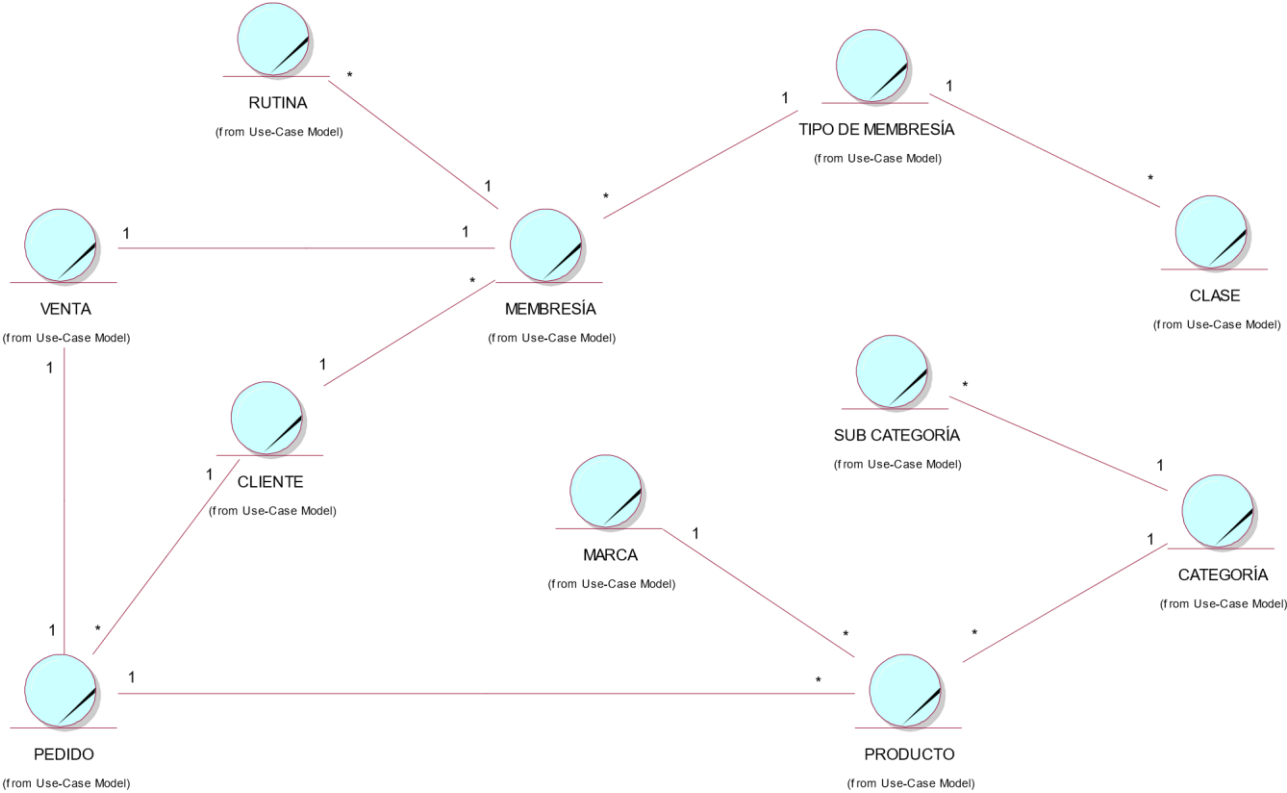 *
RUTINA
(from Use-Case Model)
1
1
1
TIPO DE MEMBRESÍA
(from Use-Case Model)
*
*
1
1
VENTA
(from Use-Case Model)
*
MEMBRESÍA
(from Use-Case Model)
CLASE
(from Use-Case Model)
1
1
*
SUB CATEGORÍA
(from Use-Case Model)
1
CLIENTE
(from Use-Case Model)
1
1
MARCA
(from Use-Case Model)
1
CATEGORÍA
(from Use-Case Model)
1
*
*
*
1
*
PEDIDO
(from Use-Case Model)
PRODUCTO
(from Use-Case Model)